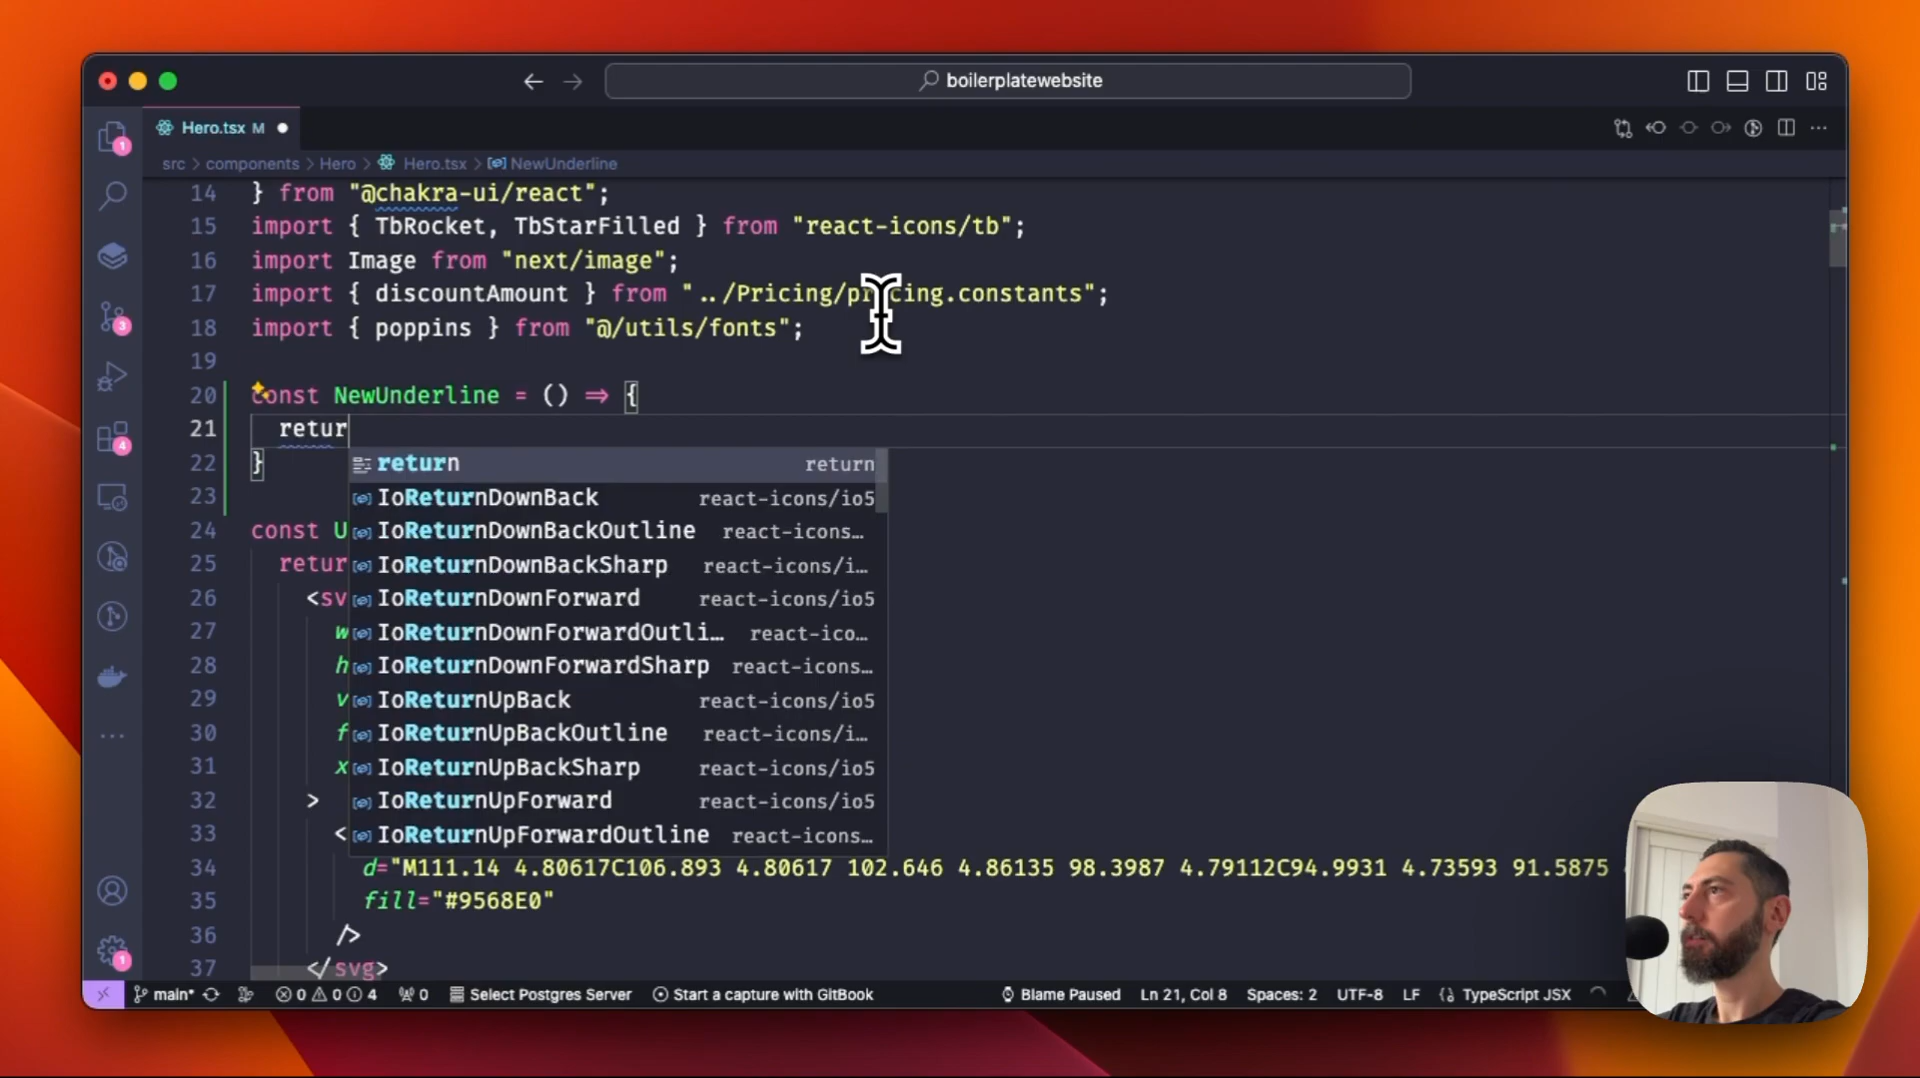 boilerplatewebsite
Hero.tsx M
src > components > Hero > Hero.tsx > NewUnderline
14 } from "@chakra-ui/react";
15 import { TbRocket, TbStarFilled } from "react-icons/tb";
16 import Image from "next/image";
17 import { discountAmount } from "../Pricing/pricing.constants";
18 import { poppins } from "@/utils/fonts";
19
20 const NewUnderline = () => {
21 retur
22 }
return return
23
IoReturnDownBack react-icons/io5
24 const U
IoReturnDownBackOutline react-icons…
25 retur
IoReturnDownBackSharp react-icons/i…
26 <sv
IoReturnDownForward react-icons/io5
27 w
IoReturnDownForwardOutli… react-ico…
28 h
IoReturnDownForwardSharp react-icons…
29 v
IoReturnUpBack react-icons/io5
30 f
IoReturnUpBackOutline react-icons/i…
31 x
IoReturnUpBackSharp react-icons/io5
32 >
IoReturnUpForward react-icons/io5
33 <
IoReturnUpForwardOutline react-icons…
34 d="M111.14 4.80617C106.893 4.80617 102.646 4.86135 98.3987 4.79112C94.9931 4.73593 91.5875
35 fill="#9568E0"
36 />
37 </svg>
1
3
4
1
main* 0 0 4 0 Select Postgres Server Start a capture with GitBook Blame Paused Ln 21, Col 8 Spaces: 2 UTF-8 LF TypeScript JSX